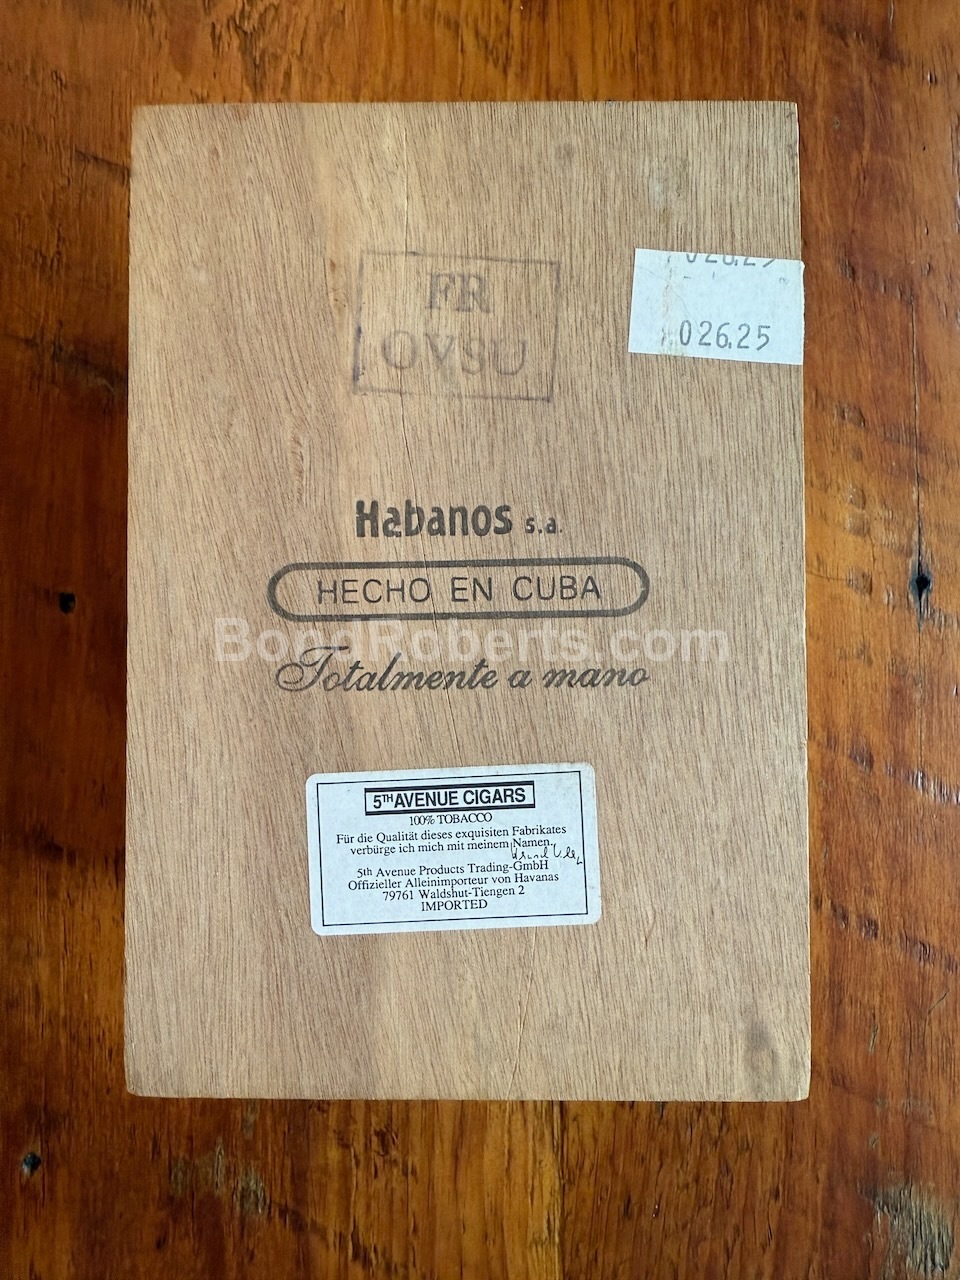 FR
OVSU
026.25
Habanos s.a.
HECHO EN CUBA
BondRoberts.com
Totalmente a mano
5TH AVENUE CIGARS
100% TOBACCO
Für die Qualität dieses exquisiten Fabrikates
verbürge ich mich mit meinem Namen.
5th Avenue Products Trading-GmbH
Offizieller Alleinimporteur von Havanas
79761 Waldshut-Tiengen 2
IMPORTED